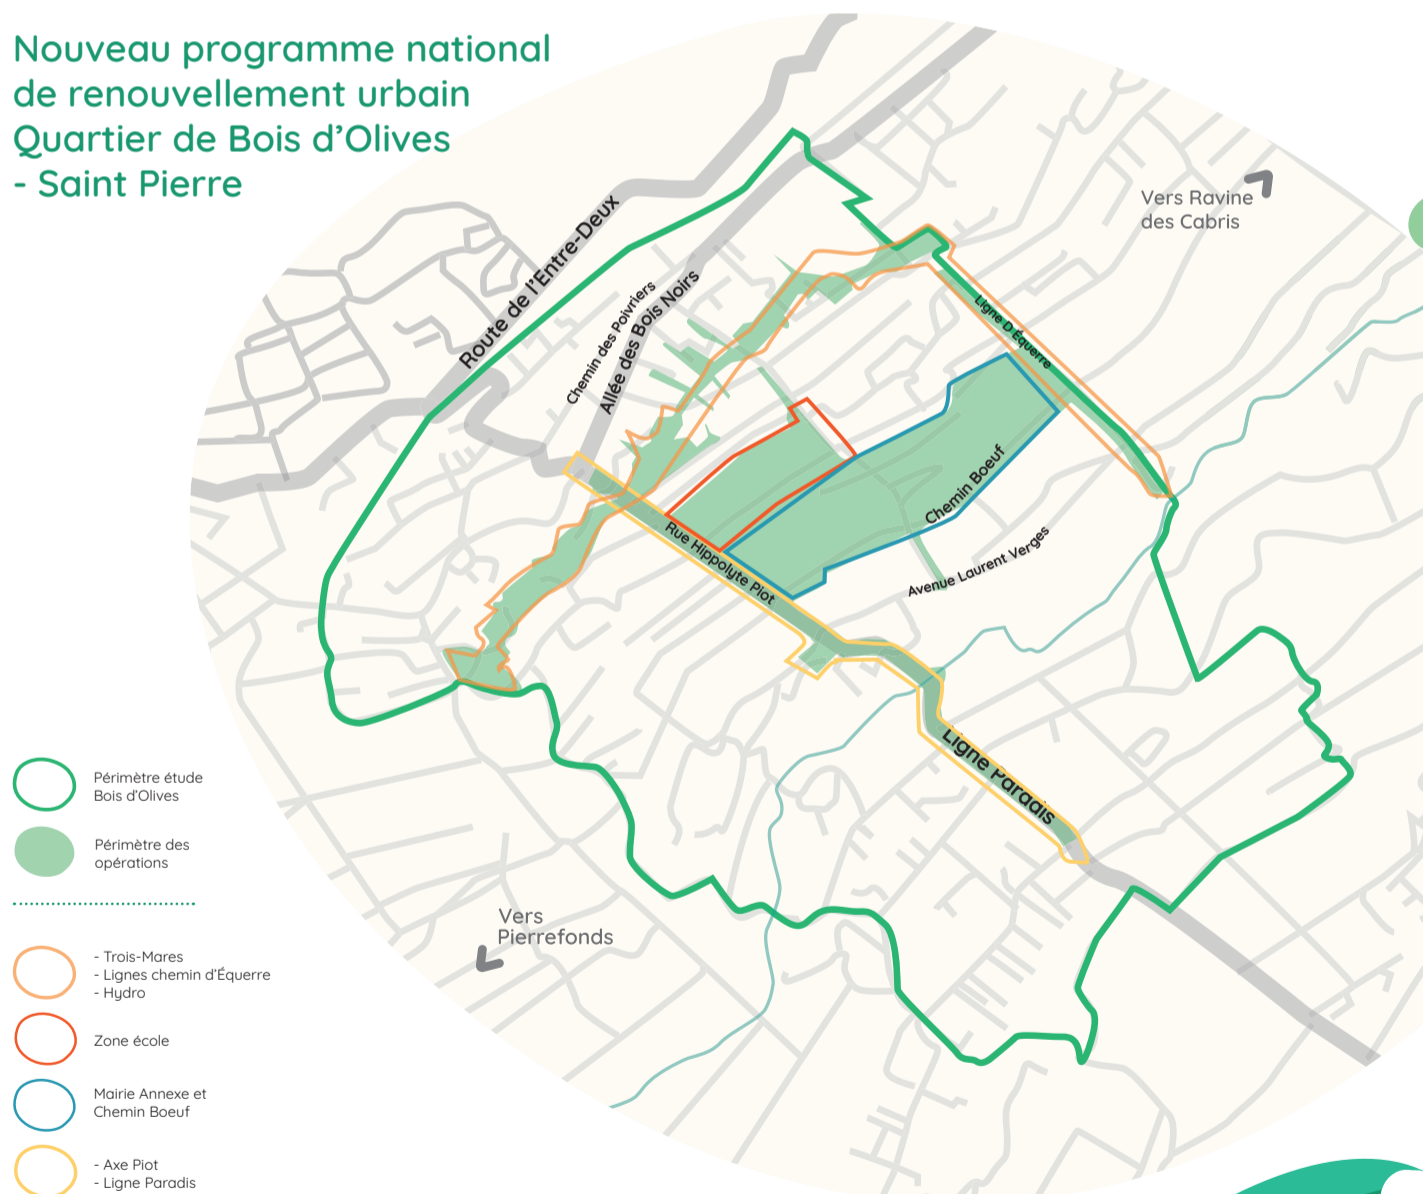 Nouveau programme national
de renouvellement urbain
Quartier de Bois d'Olives
- Saint Pierre
Vers Ravine
des Cabris
Route de l'Entre-Deux
Chemin des Poivriers
Allée des Bois Noirs
Ligne D'Équerre
Chemin Boeuf
Rue Hippolyte Piot
Avenue Laurent Verges
Ligne Paradis
Périmètre étude
Bois d'Olives
Périmètre des
opérations
Vers
Pierrefonds
- Trois-Mares
- Lignes chemin d'Équerre
- Hydro
Zone école
Mairie Annexe et
Chemin Boeuf
- Axe Piot
- Ligne Paradis